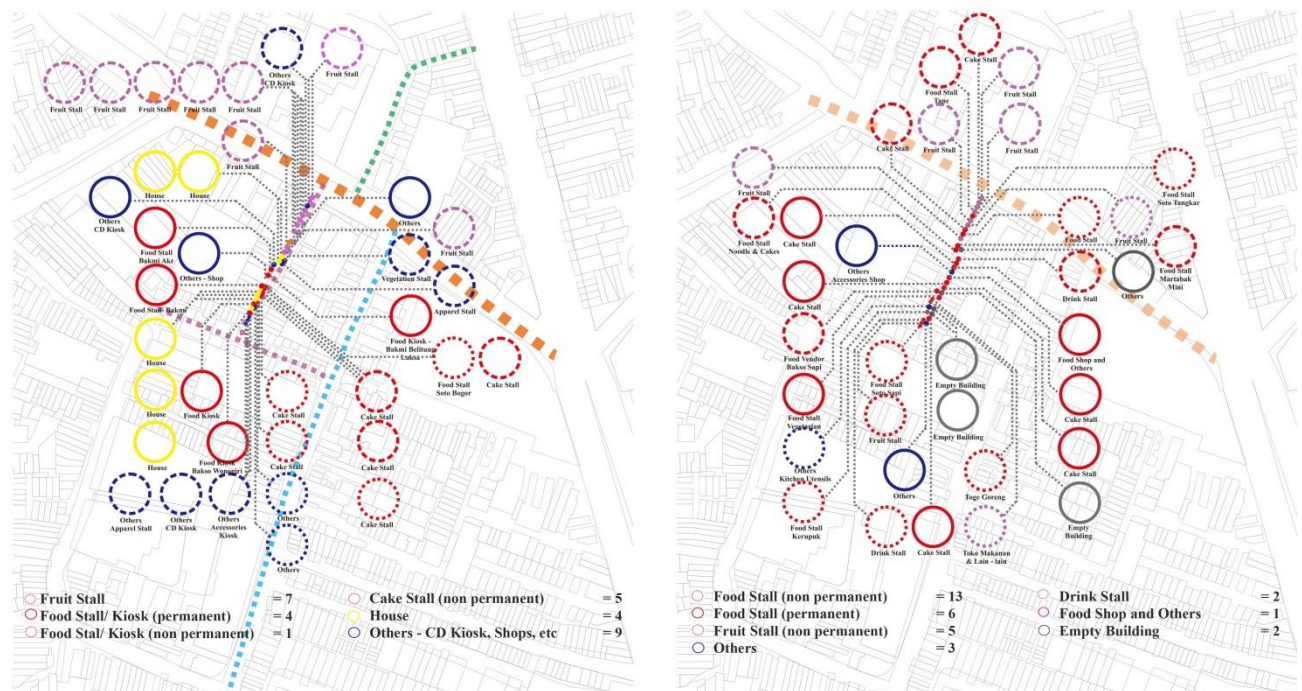 Others
CD Kiosk
Fruit Stall
Fruit Stall
Fruit Stall
Fruit Stall
Fruit Stall
Fruit Stall
Fruit Stall
House
House
Others
CD Kiosk
Others
Food Stall
Bakmi Ake
Fruit Stall
Others - Shop
Vegetation Stall
Apparel Stall
Food Stall - Bakmi
Food Kiosk -
Bakmi Belitung
Laksa
House
Food Stall
Soto Bogor
Cake Stall
House
Food Kiosk
Cake Stall
Cake Stall
House
Food Kiosk
Bakso Wonogiri
Cake Stall
Cake Stall
Others
Apparel Stall
Others
CD Kiosk
Others
Accessories
Kiosk
Others
Cake Stall
Others
Fruit Stall = 7
Food Stall/ Kiosk (permanent) = 4
Food Stal/ Kiosk (non permanent) = 1
Cake Stall (non permanent) = 5
House = 4
Others - CD Kiosk, Shops, etc = 9
Cake Stall
Food Stall
Tape
Fruit Stall
Cake Stall
Fruit Stall
Fruit Stall
Fruit Stall
Food Stall
Soto Tangkar
Food Stall
Noodle & Cakes
Cake Stall
Food Stall
Fruit Stall
Others
Accessories Shop
Food Stall
Martabak
Mini
Cake Stall
Drink Stall
Others
Food Vendor
Bakso Sapi
Food Stall
Soto Sapi
Empty Building
Food Shop and
Others
Food Stall
Vegetarian
Fruit Stall
Empty Building
Cake Stall
Others
Kitchen Utensils
Others
Toge Goreng
Cake Stall
Food Stall
Kerupuk
Drink Stall
Cake Stall
Toko Makanan
& Lain - lain
Empty
Building
Food Stall (non permanent) = 13
Food Stall (permanent) = 6
Fruit Stall (non permanent) = 5
Others = 3
Drink Stall = 2
Food Shop and Others = 1
Empty Building = 2